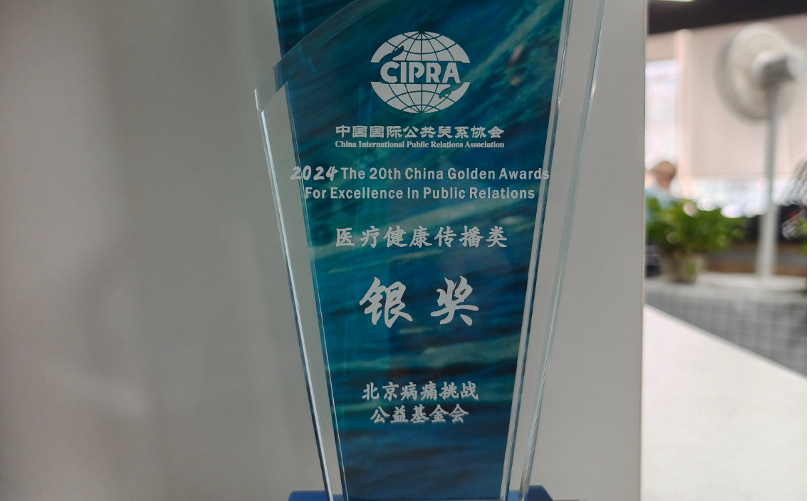 CIPRA
中国国际公共关系协会
China International Public Relations Association
2024 The 20th China Golden Awards
For Excellence In Public Relations
医疗健康传播类
银奖
北京病痛挑战
公益基金会